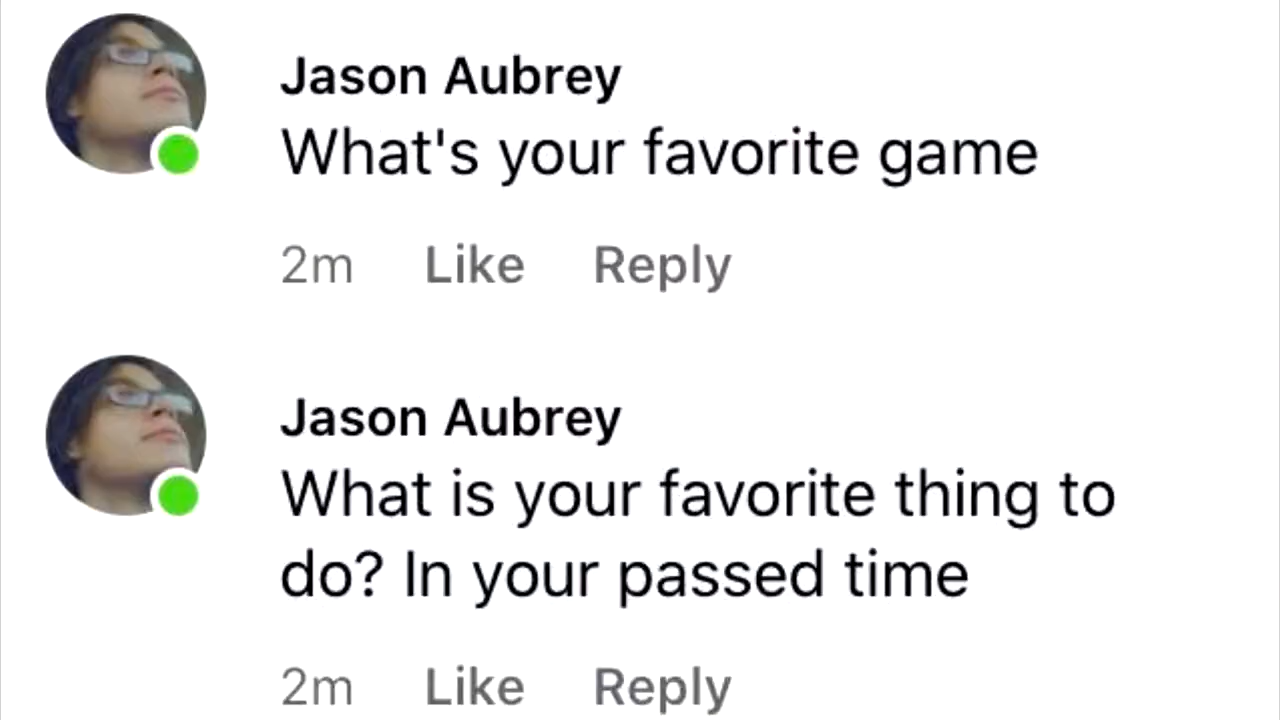 Jason Aubrey
What's your favorite game
2m Like Reply
Jason Aubrey
What is your favorite thing to
do? In your passed time
2m Like Reply